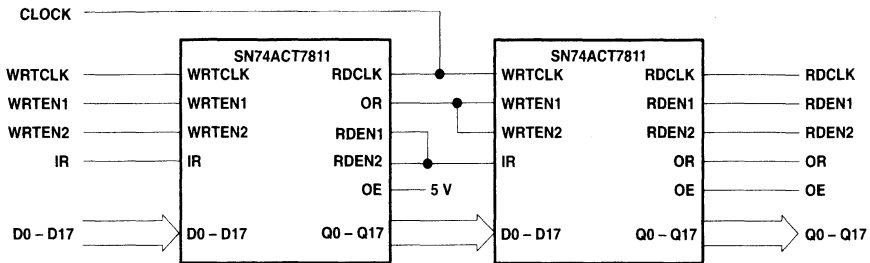 CLOCK
SN74ACT7811 SN74ACT7811
WRTCLK WRTCLK RDCLK WRTCLK RDCLK RDCLK
WRTEN1 WRTEN1 OR WRTEN1 RDEN1 RDEN1
WRTEN2 WRTEN2 RDEN1 WRTEN2 RDEN2 RDEN2
IR IR RDEN2 IR OR OR
OE 5 V OE OE
D0 – D17 D0 – D17 Q0 – Q17 D0 – D17 Q0 – Q17 Q0 – Q17